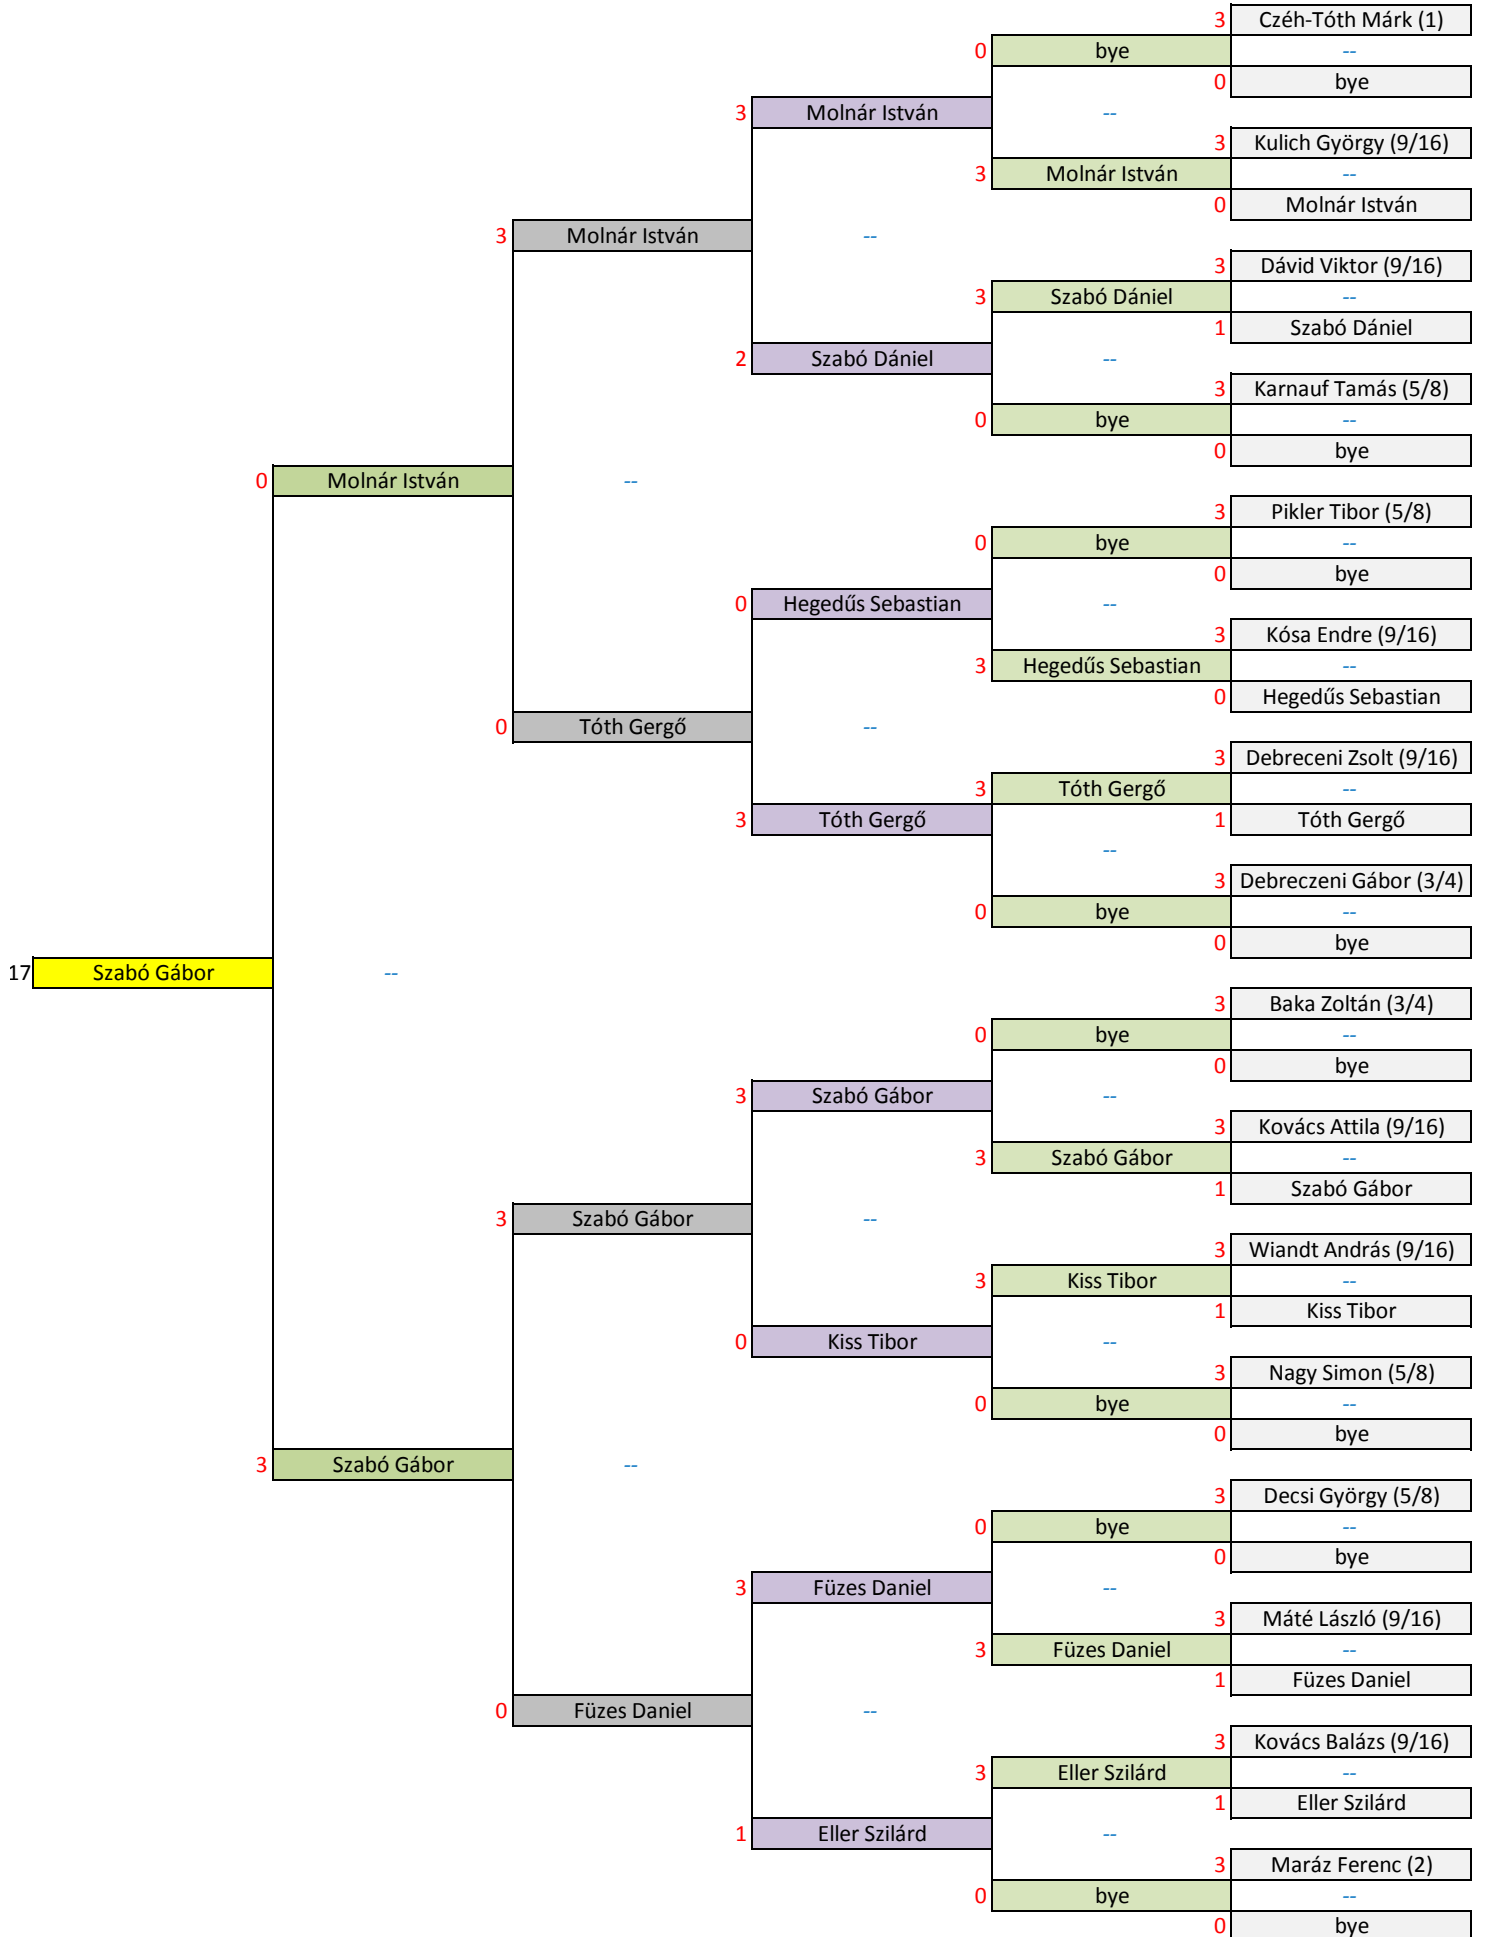 3 Czéh-Tóth Márk (1)
0 bye --
0 bye
3 Molnár István --
3 Kulich György (9/16)
3 Molnár István --
0 Molnár István
3 Molnár István --
3 Dávid Viktor (9/16)
3 Szabó Dániel --
1 Szabó Dániel
2 Szabó Dániel --
3 Karnauf Tamás (5/8)
0 bye --
0 bye
0 Molnár István --
3 Pikler Tibor (5/8)
0 bye --
0 bye
0 Hegedűs Sebastian --
3 Kósa Endre (9/16)
3 Hegedűs Sebastian --
0 Hegedűs Sebastian
0 Tóth Gergő --
3 Debreceni Zsolt (9/16)
3 Tóth Gergő --
3 Tóth Gergő 1 Tóth Gergő
--
3 Debreczeni Gábor (3/4)
0 bye --
0 bye
17 Szabó Gábor --
3 Baka Zoltán (3/4)
0 bye --
0 bye
3 Szabó Gábor --
3 Kovács Attila (9/16)
3 Szabó Gábor --
1 Szabó Gábor
3 Szabó Gábor --
3 Wiandt András (9/16)
3 Kiss Tibor --
1 Kiss Tibor
0 Kiss Tibor --
3 Nagy Simon (5/8)
0 bye --
0 bye
3 Szabó Gábor --
3 Decsi György (5/8)
0 bye --
0 bye
3 Füzes Daniel --
3 Máté László (9/16)
3 Füzes Daniel --
1 Füzes Daniel
0 Füzes Daniel --
3 Kovács Balázs (9/16)
3 Eller Szilárd --
1 Eller Szilárd
1 Eller Szilárd --
3 Maráz Ferenc (2)
0 bye --
0 bye